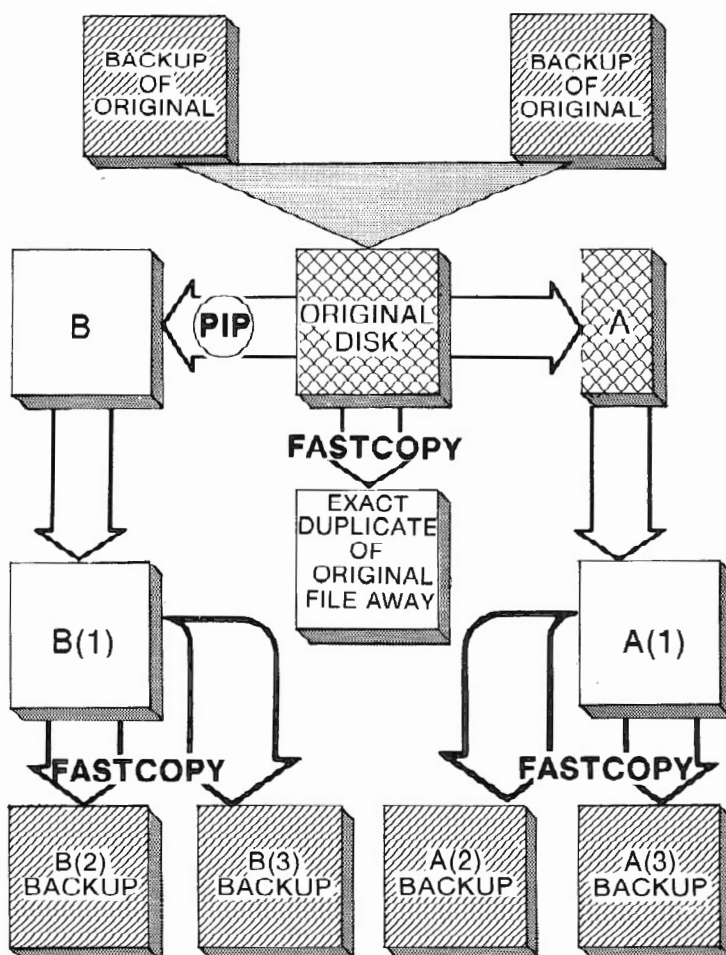 BACKUP
OF
ORIGINAL
BACKUP
OF
ORIGINAL
B
PIP
ORIGINAL
DISK
A
FASTCOPY
EXACT
DUPLICATE
OF
ORIGINAL
FILE AWAY
B(1)
A(1)
FASTCOPY
FASTCOPY
B(2)
BACKUP
B(3)
BACKUP
A(2)
BACKUP
A(3)
BACKUP